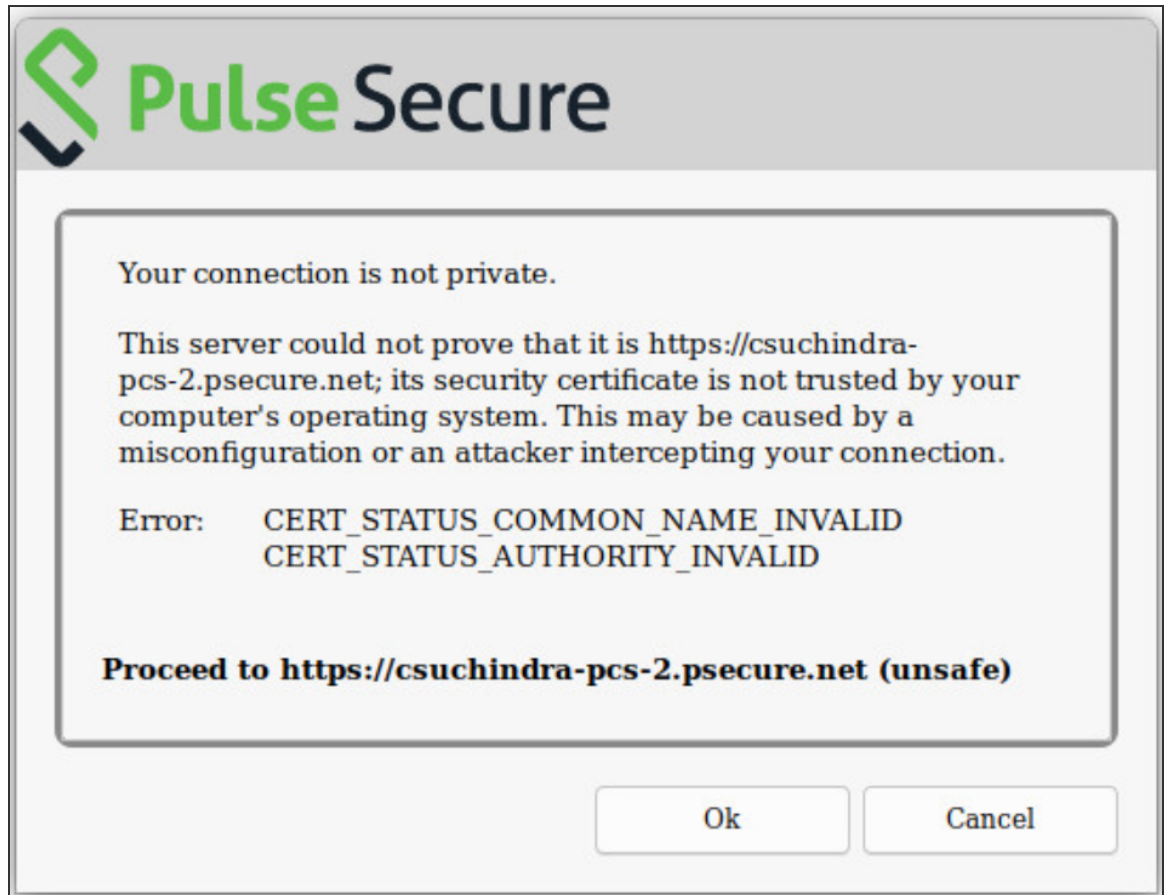 Pulse Secure
Your connection is not private.
This server could not prove that it is https://csuchindra-
pcs-2.psecure.net; its security certificate is not trusted by your
computer's operating system. This may be caused by a
misconfiguration or an attacker intercepting your connection.
Error: CERT_STATUS_COMMON_NAME_INVALID
CERT_STATUS_AUTHORITY_INVALID
Proceed to https://csuchindra-pcs-2.psecure.net (unsafe)
Ok Cancel